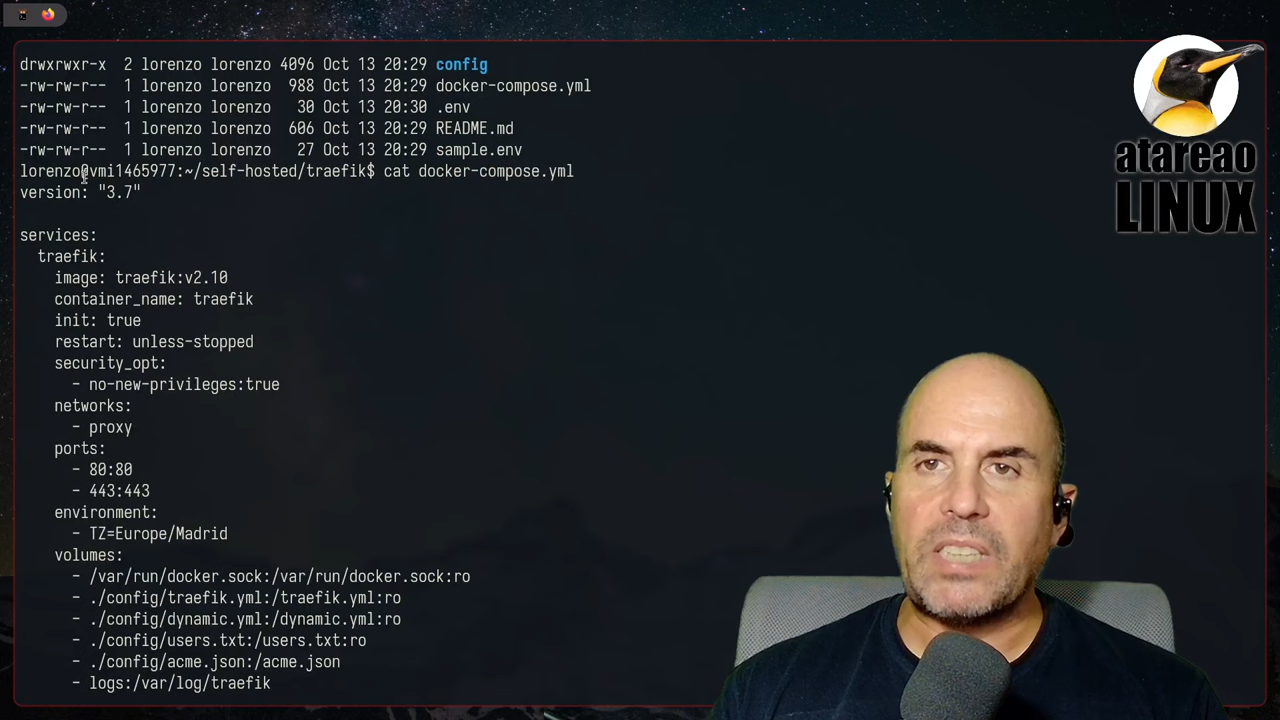 drwxrwxr-x  2 lorenzo lorenzo 4096 Oct 13 20:29 config
-rw-rw-r--  1 lorenzo lorenzo  988 Oct 13 20:29 docker-compose.yml
-rw-rw-r--  1 lorenzo lorenzo   30 Oct 13 20:30 .env
-rw-rw-r--  1 lorenzo lorenzo  606 Oct 13 20:29 README.md
-rw-rw-r--  1 lorenzo lorenzo   27 Oct 13 20:29 sample.env
lorenzo@vmi1465977:~/self-hosted/traefik$ cat docker-compose.yml
version: "3.7"

services:
  traefik:
    image: traefik:v2.10
    container_name: traefik
    init: true
    restart: unless-stopped
    security_opt:
      - no-new-privileges:true
    networks:
      - proxy
    ports:
      - 80:80
      - 443:443
    environment:
      - TZ=Europe/Madrid
    volumes:
      - /var/run/docker.sock:/var/run/docker.sock:ro
      - ./config/traefik.yml:/traefik.yml:ro
      - ./config/dynamic.yml:/dynamic.yml:ro
      - ./config/users.txt:/users.txt:ro
      - ./config/acme.json:/acme.json
      - logs:/var/log/traefik
atareao
LINUX